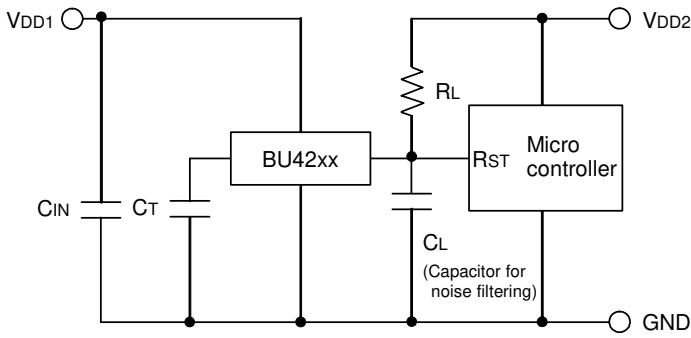 VDD1
VDD2
RL
BU42xx
RST
Micro
controller
CIN
CT
CL
(Capacitor for
noise filtering)
GND